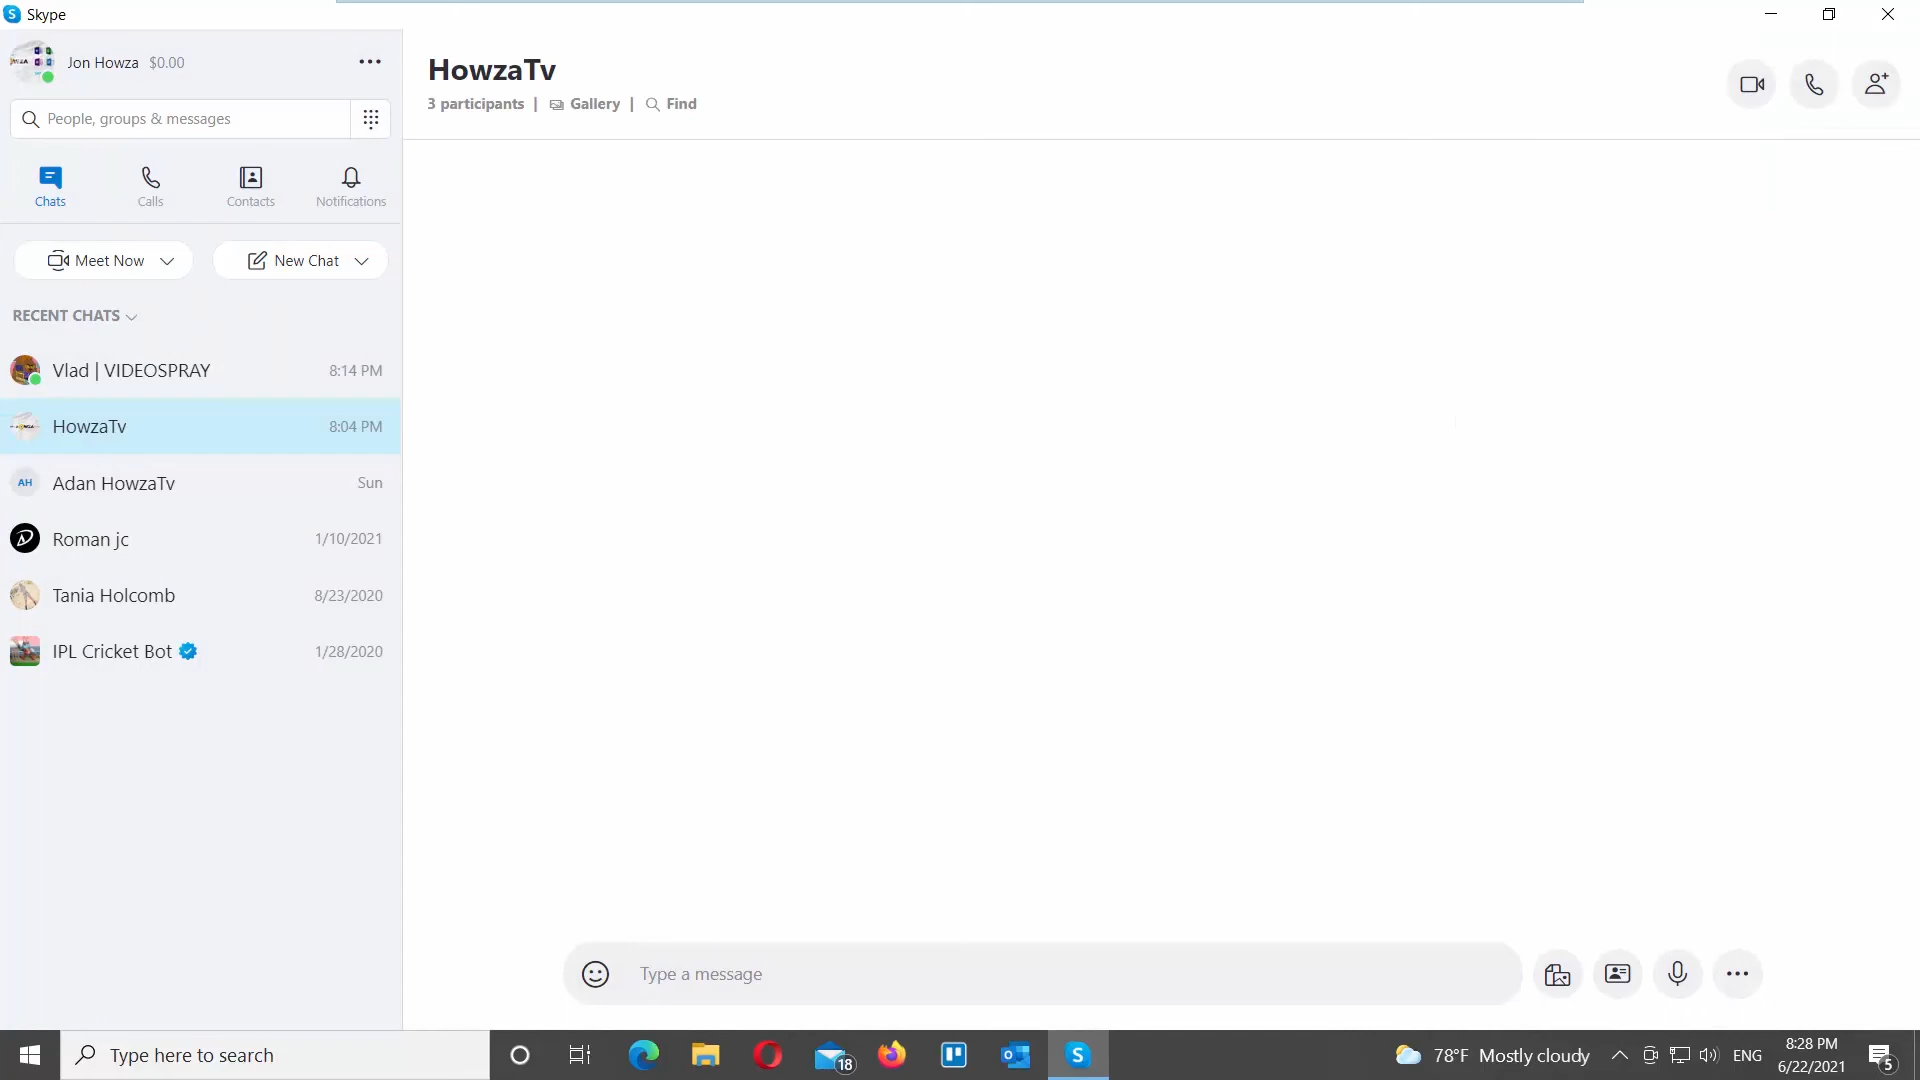 Skype
Jon Howza $0.00
People, groups & messages
Chats
Calls
Contacts
Notifications
Meet Now
New Chat
RECENT CHATS
Vlad | VIDEOSPRAY 8:14 PM
HowzaTv 8:04 PM
AH Adan HowzaTv Sun
Roman jc 1/10/2021
Tania Holcomb 8/23/2020
IPL Cricket Bot 1/28/2020
HowzaTv
3 participants | Gallery | Find
Type a message
Type here to search
18
78°F Mostly cloudy
ENG
8:28 PM
6/22/2021
5